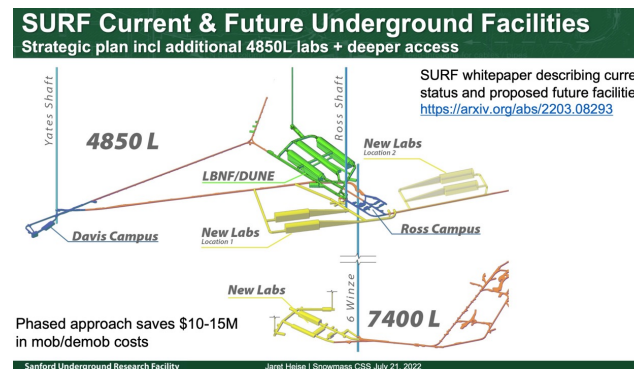 SURF Current & Future Underground Facilities
Strategic plan incl additional 4850L labs + deeper access
SURF whitepaper describing curre
status and proposed future facilitie
https://arxiv.org/abs/2203.08293
Yates Shaft
4850 L
Ross Shaft
New Labs
Location 2
LBNF/DUNE
New Labs
Location 1
Davis Campus
Ross Campus
New Labs
6 Winze
7400 L
Phased approach saves $10-15M
in mob/demob costs
Sanford Underground Research Facility
Jaret Heise | Snowmass CSS July 21, 2022